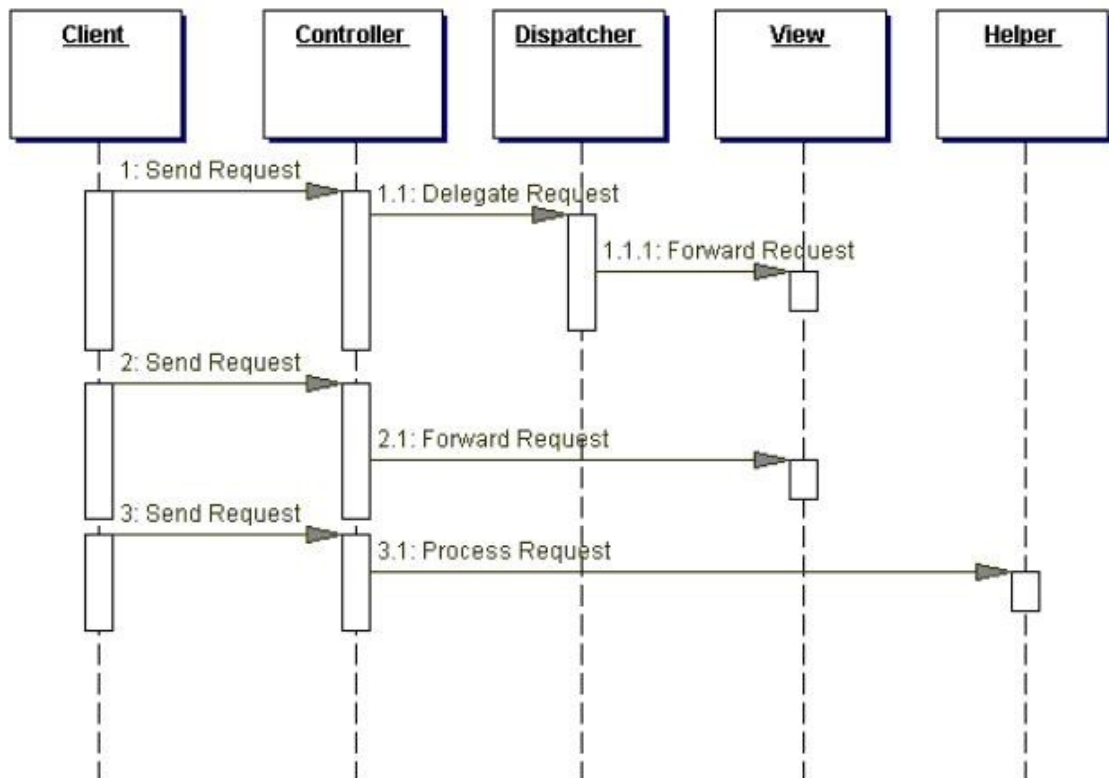 Client
Controller
Dispatcher
View
Helper
1: Send Request
1.1: Delegate Request
1.1.1: Forward Request
2: Send Request
2.1: Forward Request
3: Send Request
3.1: Process Request